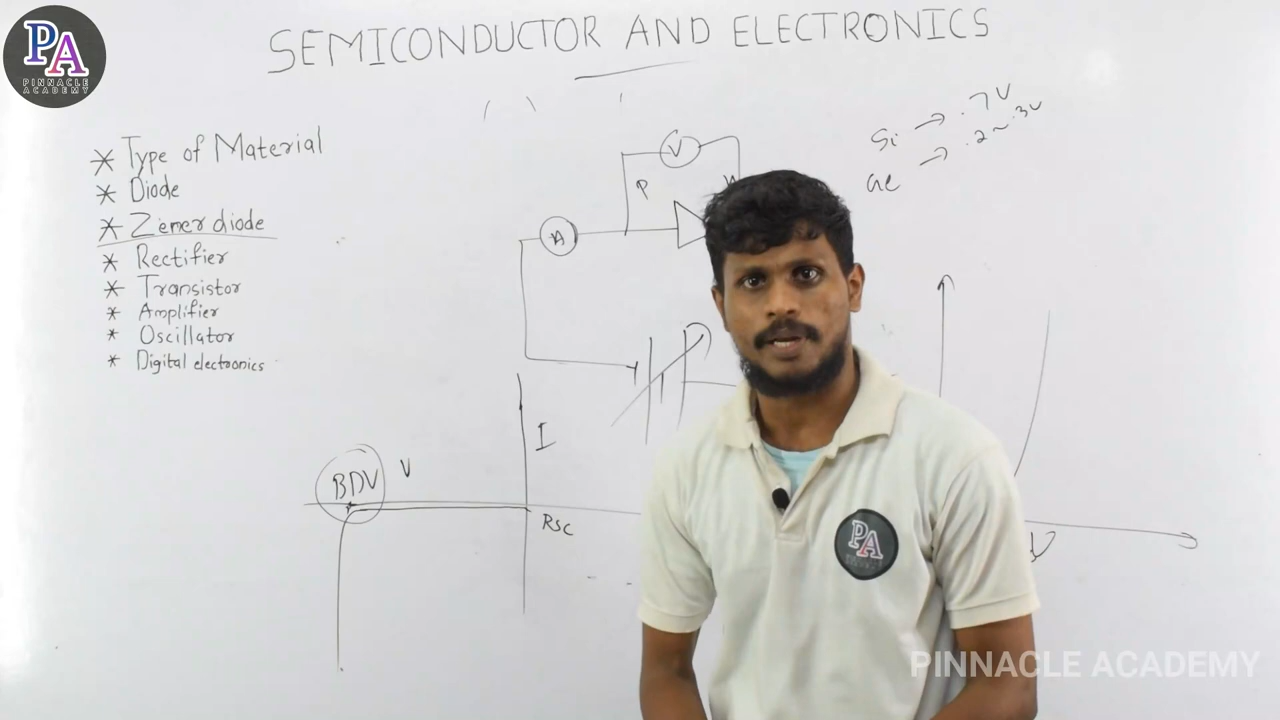 PA
PINNACLE
ACADEMY
SEMICONDUCTOR AND ELECTRONICS
* Type of Material
* Diode
* Zener diode
* Rectifier
* Transistor
* Amplifier
* Oscillator
* Digital electronics
Si → .7V
Ge → .2 ~ .3V
V
P
N
A
I
BDV
V
RSC
V
PA
PINNACLE ACADEMY